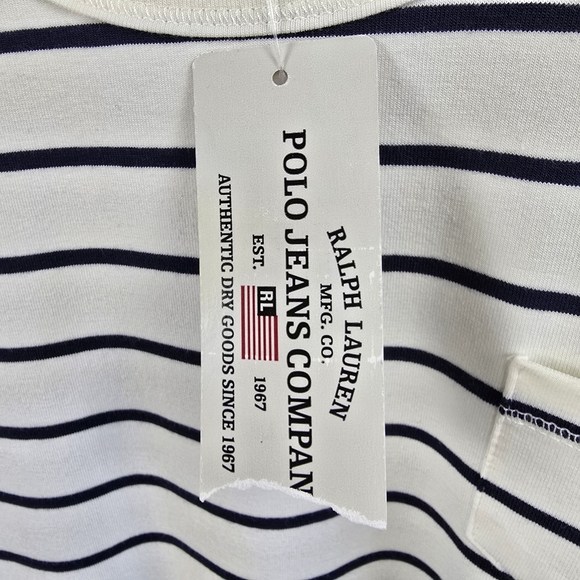 RALPH LAUREN
MFG. CO.
POLO JEANS COMPAN
EST. RL 1967
AUTHENTIC DRY GOODS SINCE 1967